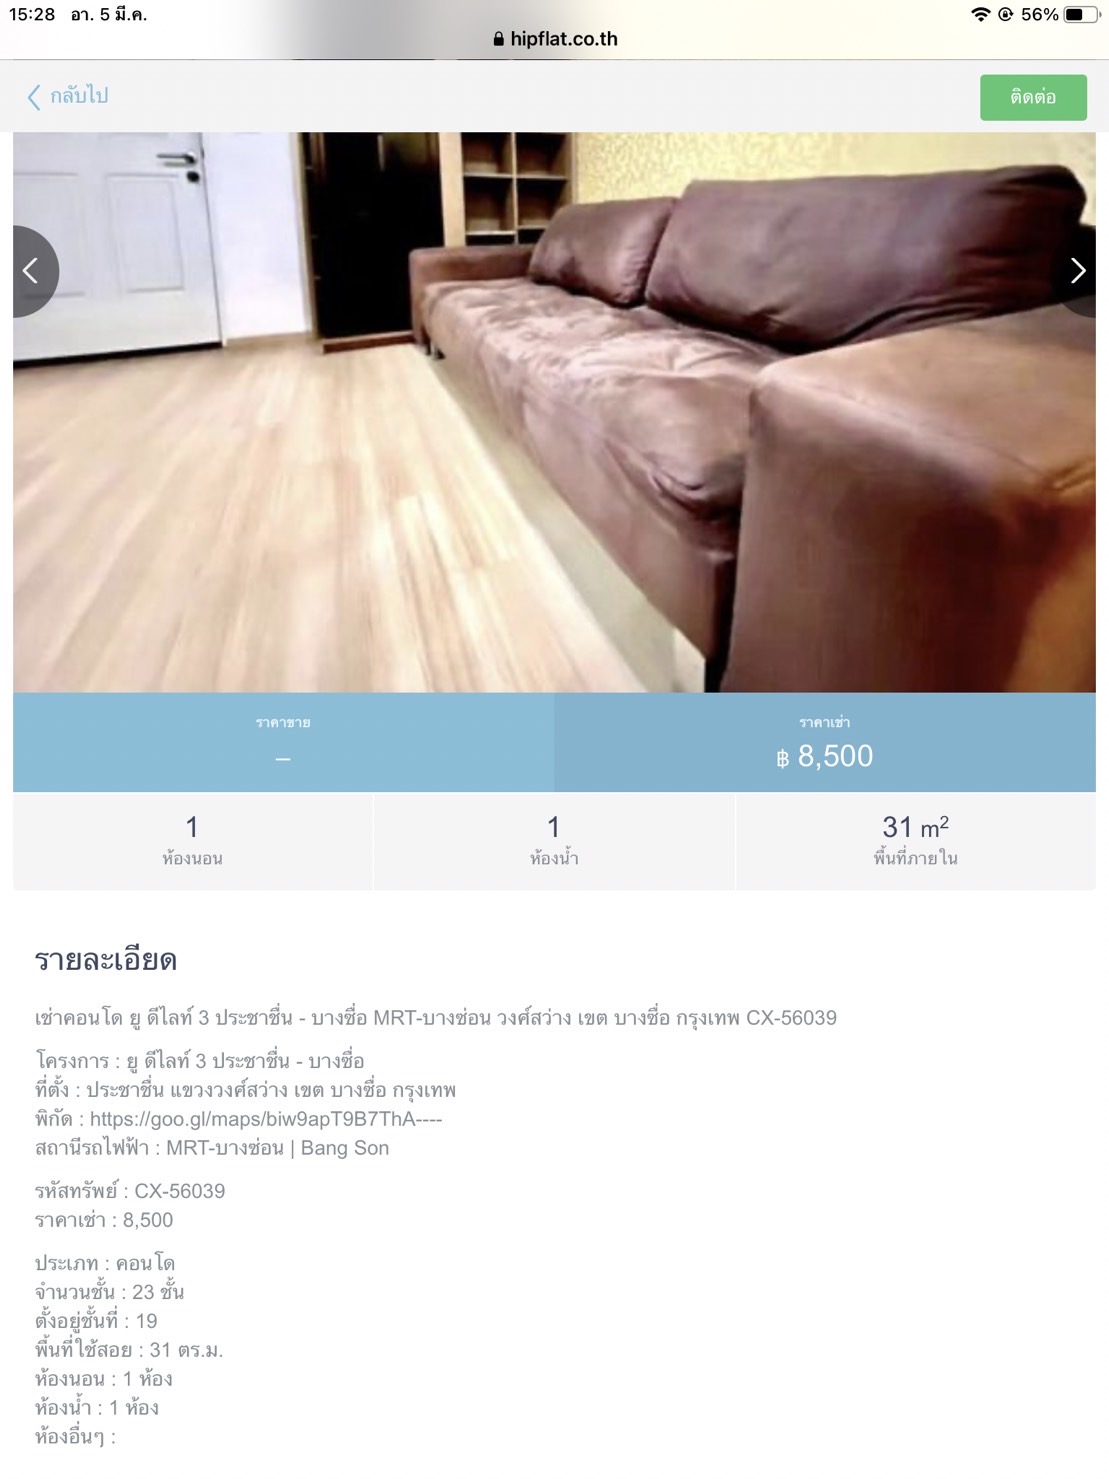 15:28 อา. 5 มี.ค. 56%
hipflat.co.th
กลับไป ติดต่อ
ราคาขาย ราคาเช่า
– ฿ 8,500
1 1 31 m²
ห้องนอน ห้องน้ำ พื้นที่ภายใน
รายละเอียด
เช่าคอนโด ยู ดีไลท์ 3 ประชาชื่น - บางซื่อ MRT-บางซ่อน วงศ์สว่าง เขต บางซื่อ กรุงเทพ CX-56039
โครงการ : ยู ดีไลท์ 3 ประชาชื่น - บางซื่อ
ที่ตั้ง : ประชาชื่น แขวงวงศ์สว่าง เขต บางซื่อ กรุงเทพ
พิกัด : https://goo.gl/maps/biw9apT9B7ThA----
สถานีรถไฟฟ้า : MRT-บางซ่อน | Bang Son
รหัสทรัพย์ : CX-56039
ราคาเช่า : 8,500
ประเภท : คอนโด
จำนวนชั้น : 23 ชั้น
ตั้งอยู่ชั้นที่ : 19
พื้นที่ใช้สอย : 31 ตร.ม.
ห้องนอน : 1 ห้อง
ห้องน้ำ : 1 ห้อง
ห้องอื่นๆ :